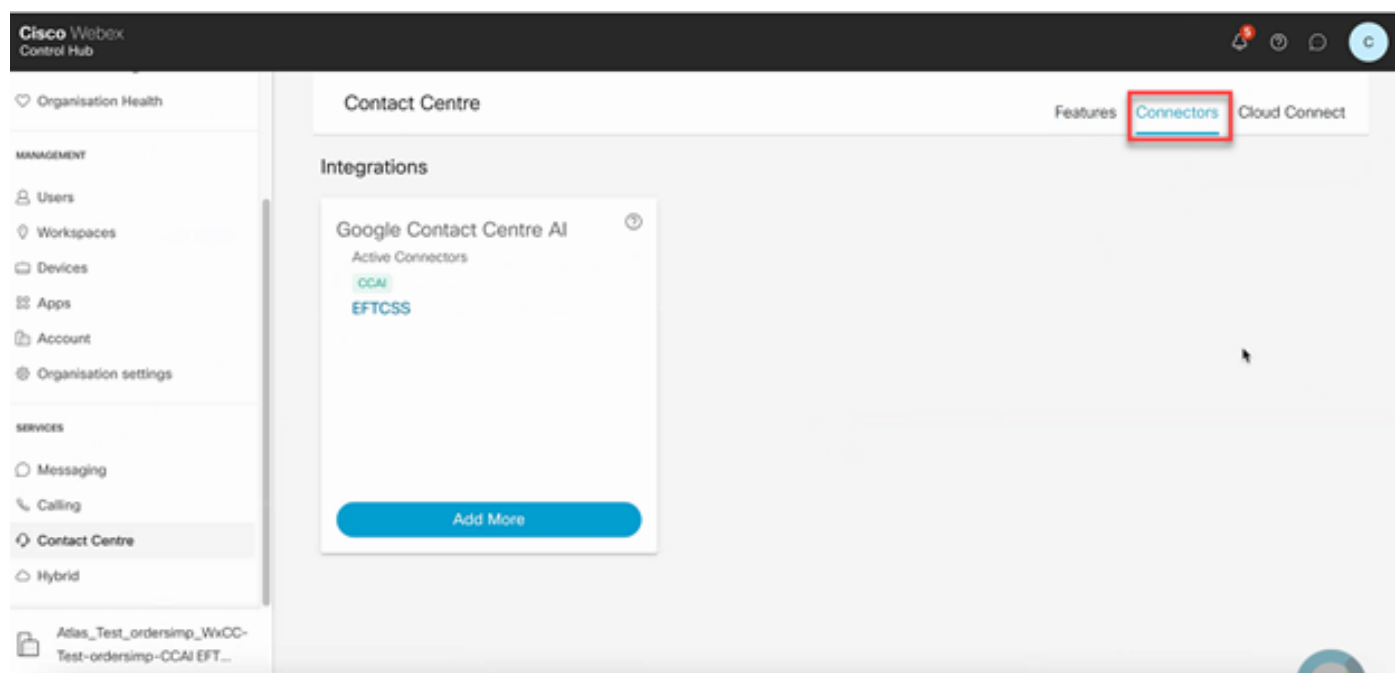 Cisco Webex
Control Hub
5
C
Organisation Health
MANAGEMENT
Users
Workspaces
Devices
Apps
Account
Organisation settings
SERVICES
Messaging
Calling
Contact Centre
Hybrid
Atlas_Test_ordersimp_WxCC-
Test-ordersimp-CCAI EFT...
Contact Centre
Features Connectors Cloud Connect
Integrations
Google Contact Centre AI
Active Connectors
CCAI
EFTCSS
Add More